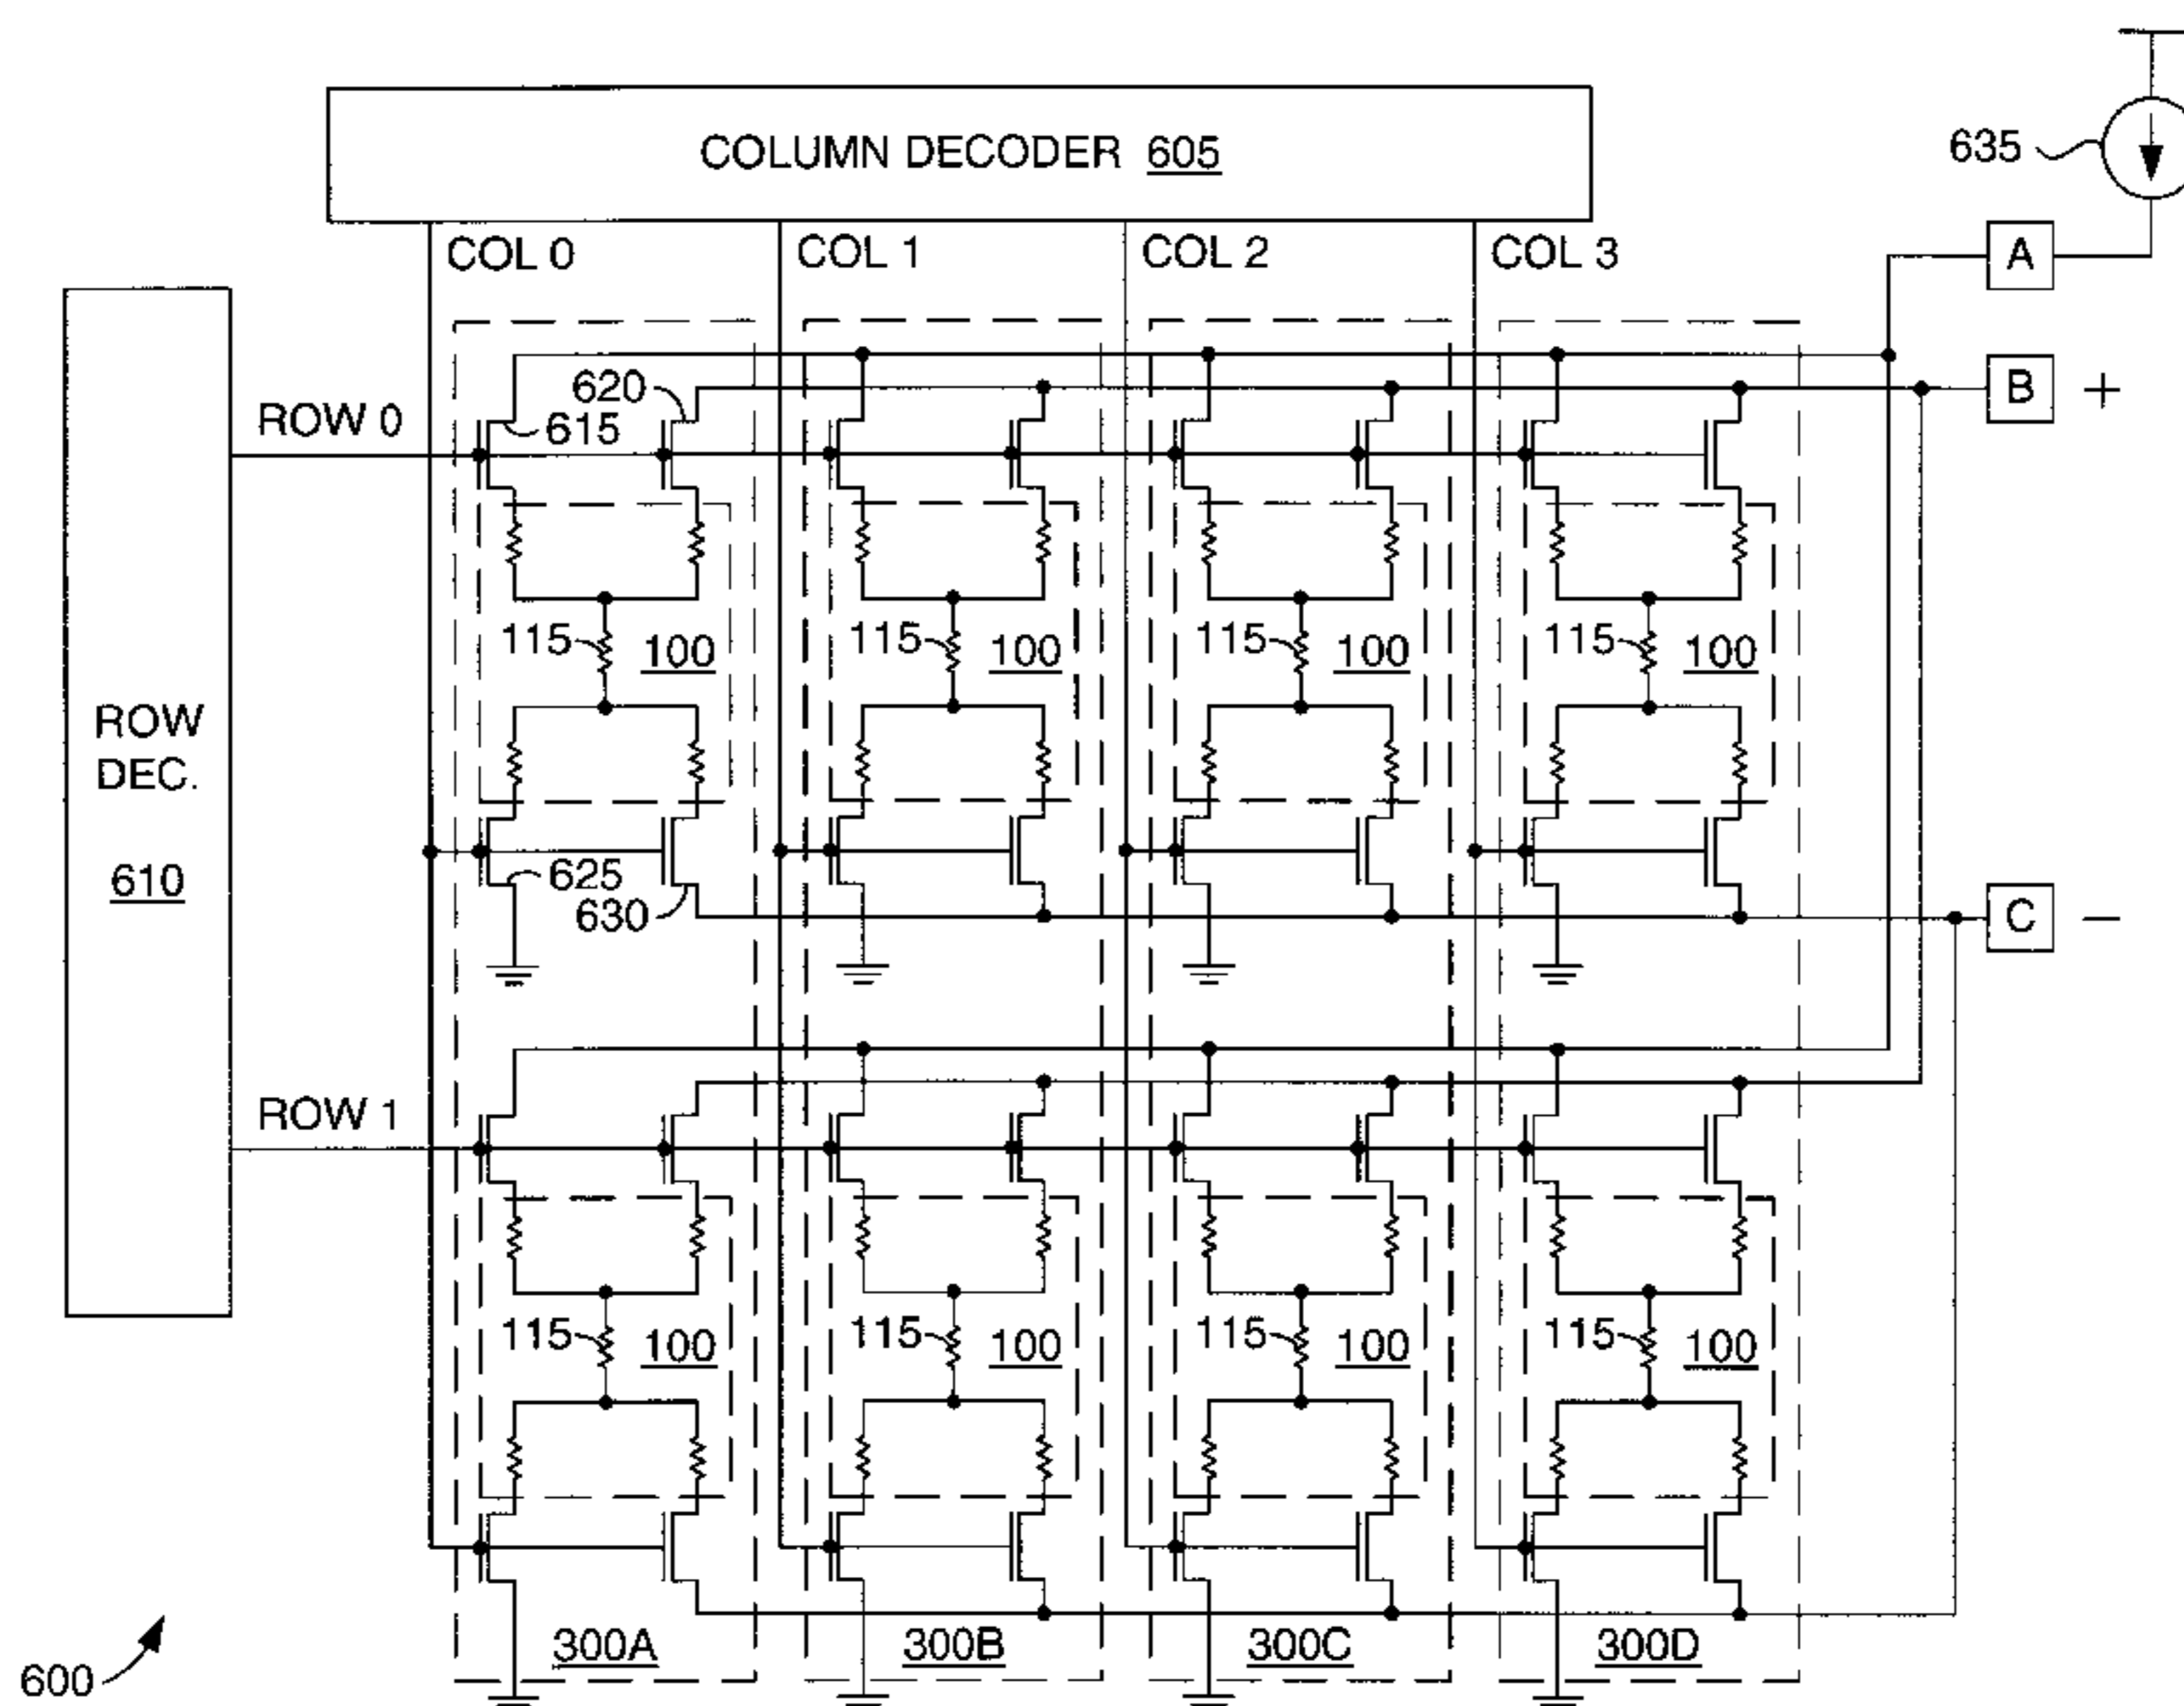 COLUMN DECODER 605
635
COL 0 COL 1 COL 2 COL 3
A
620
B +
ROW 0
615
115 100 115 100 115 100 115 100
ROW
DEC.
610
625
630
C −
ROW 1
115 100 115 100 115 100 115 100
300A 300B 300C 300D
600